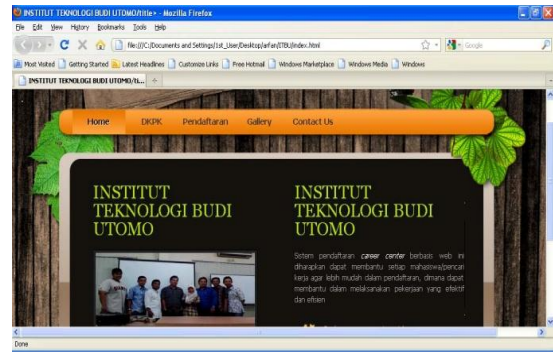 INSTITUT TEKNOLOGI BUDI UTOMO/title> - Mozilla Firefox
File Edit View History Bookmarks Tools Help
file:///C:/Documents and Settings/1st_User/Desktop/arfan/ITBU/index.html
Google
Most Visited Getting Started Latest Headlines Customize Links Free Hotmail Windows Marketplace Windows Media Windows
INSTITUT TEKNOLOGI BUDI UTOMO/ti...
Home DKPK Pendaftaran Gallery Contact Us
INSTITUT
TEKNOLOGI BUDI
UTOMO
INSTITUT
TEKNOLOGI BUDI
UTOMO
Sistem pendaftaran career center berbasis web ini
diharapkan dapat membantu setiap mahasiswa/pencari
kerja agar lebih mudah dalam pendaftaran, dimana dapat
membantu dalam melaksanakan pekerjaan yang efektif
dan efisien
Done